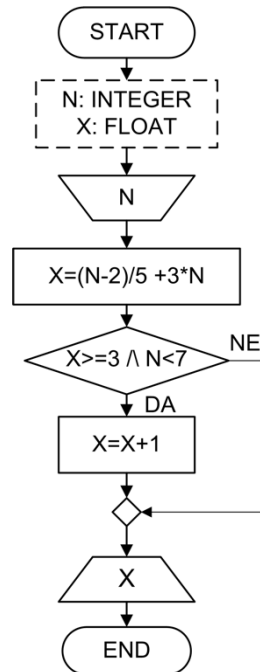 START
N: INTEGER
X: FLOAT
N
X=(N-2)/5 +3*N
X>=3 /\ N<7
NE
DA
X=X+1
X
END